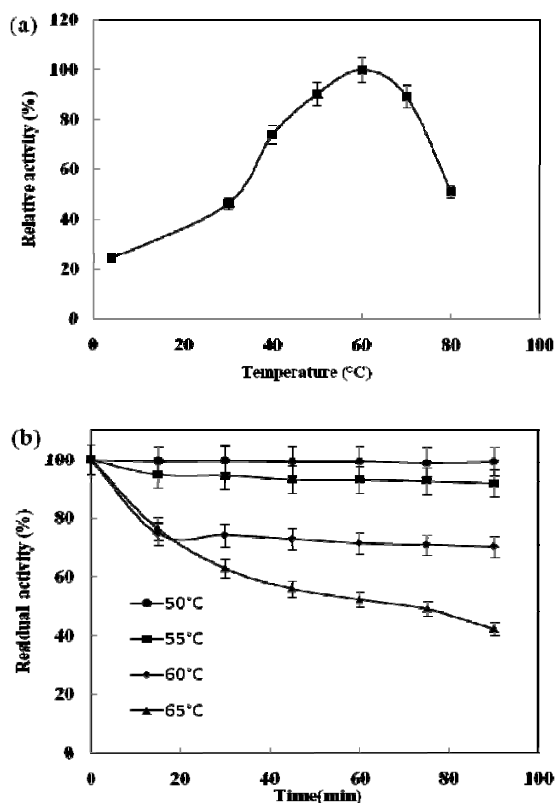 (a)
120
100
80
60
40
20
0
Relative activity (%)
0 20 40 60 80 100
Temperature (°C)
(b)
100
80
60
40
20
0
Residual activity (%)
50°C
55°C
60°C
65°C
0 20 40 60 80 100
Time(min)